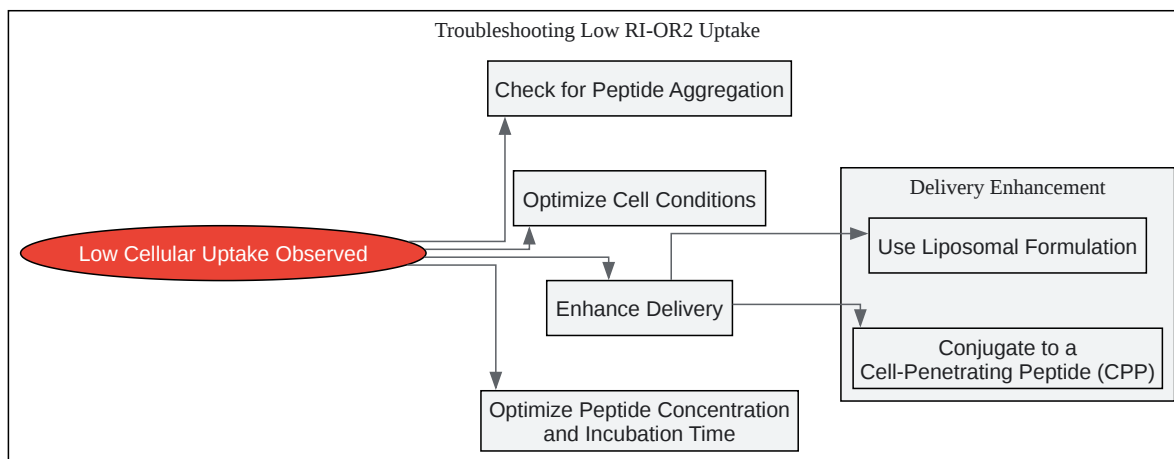 Troubleshooting Low RI-OR2 Uptake
Check for Peptide Aggregation
Optimize Cell Conditions
Delivery Enhancement
Low Cellular Uptake Observed
Use Liposomal Formulation
Enhance Delivery
Conjugate to a
Cell-Penetrating Peptide (CPP)
Optimize Peptide Concentration
and Incubation Time